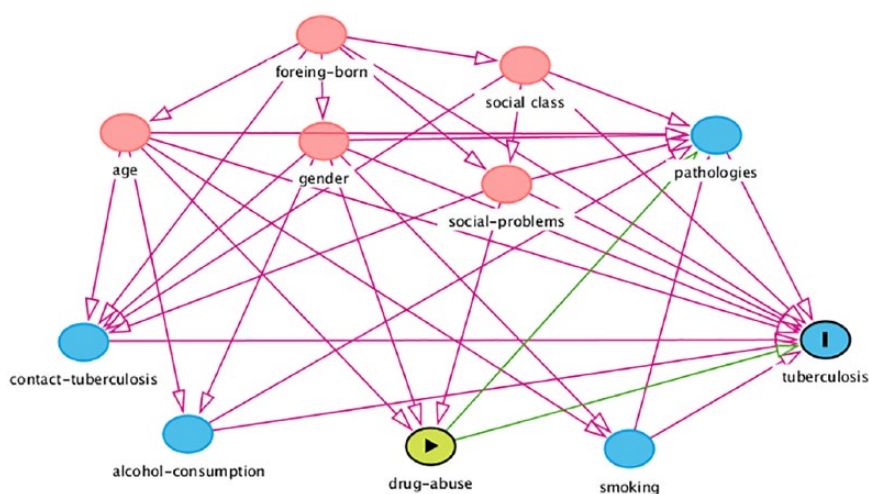 foreing-born
social class
age
gender
pathologies
social-problems
contact-tuberculosis
tuberculosis
alcohol-consumption
drug-abuse
smoking